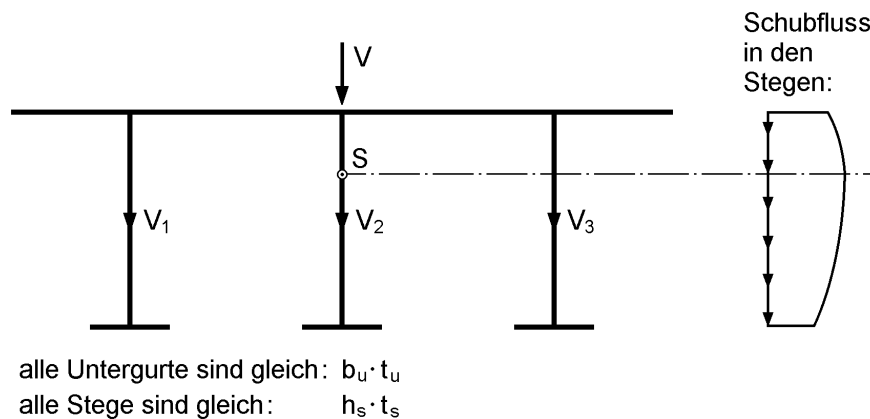 Schubfluss
in den
Stegen:
V
S
V₁
V₂
V₃
alle Untergurte sind gleich: bᵤ·tᵤ
alle Stege sind gleich: hₛ·tₛ